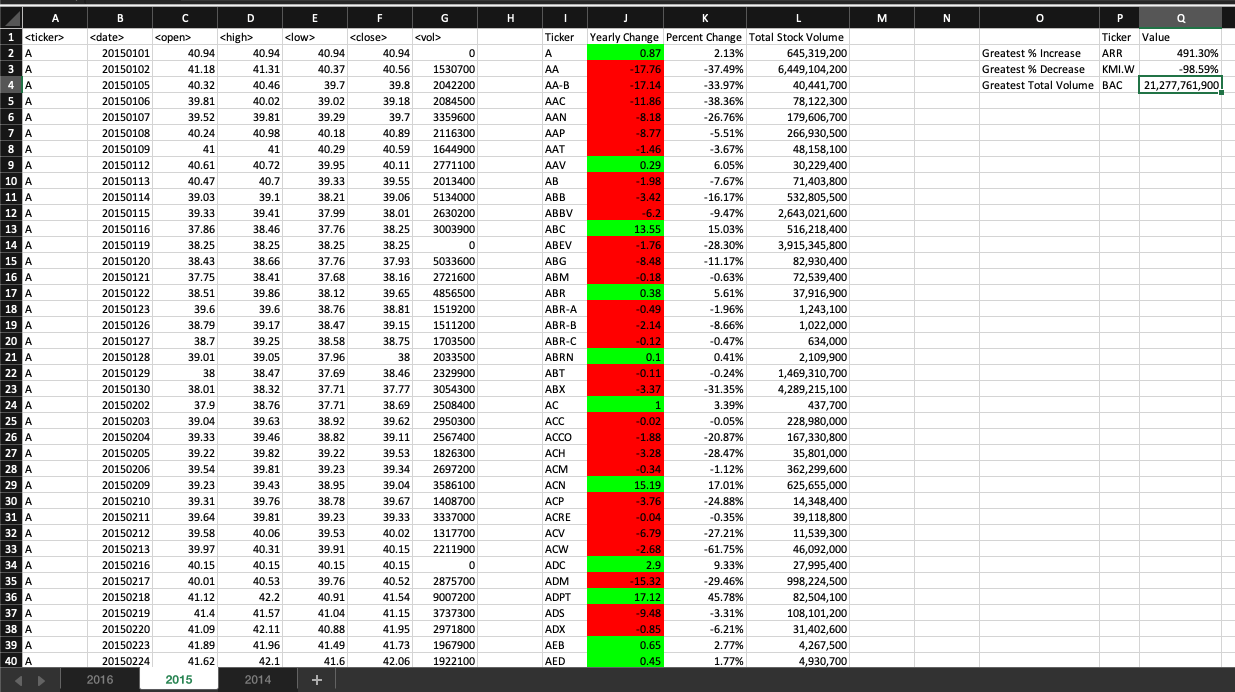 A B C D E F G H I J K L M N O P Q
1 <ticker> <date> <open> <high> <low> <close> <vol> Ticker Yearly Change Percent Change Total Stock Volume Ticker Value
2 A 20150101 40.94 40.94 40.94 40.94 0 A 0.87 2.13% 645,319,200 Greatest % Increase ARR 491.30%
3 A 20150102 41.18 41.31 40.37 40.56 1530700 AA -17.76 -37.49% 6,449,104,200 Greatest % Decrease KMI.W -98.59%
4 A 20150105 40.32 40.46 39.7 39.8 2042200 AA-B -17.14 -33.97% 40,441,700 Greatest Total Volume BAC 21,277,761,900
5 A 20150106 39.81 40.02 39.02 39.18 2084500 AAC -11.86 -38.36% 78,122,300
6 A 20150107 39.52 39.81 39.29 39.7 3359600 AAN -8.18 -26.76% 179,606,700
7 A 20150108 40.24 40.98 40.18 40.89 2116300 AAP -8.77 -5.51% 266,930,500
8 A 20150109 41 41 40.29 40.59 1644900 AAT -1.46 -3.67% 48,158,100
9 A 20150112 40.61 40.72 39.95 40.11 2771100 AAV 0.29 6.05% 30,229,400
10 A 20150113 40.47 40.7 39.33 39.55 2013400 AB -1.98 -7.67% 71,403,800
11 A 20150114 39.03 39.1 38.21 39.06 5134000 ABB -3.42 -16.17% 532,805,500
12 A 20150115 39.33 39.41 37.99 38.01 2630200 ABBV -6.2 -9.47% 2,643,021,600
13 A 20150116 37.86 38.46 37.76 38.25 3003900 ABC 13.55 15.03% 516,218,400
14 A 20150119 38.25 38.25 38.25 38.25 0 ABEV -1.76 -28.30% 3,915,345,800
15 A 20150120 38.43 38.66 37.76 37.93 5033600 ABG -8.48 -11.17% 82,930,400
16 A 20150121 37.75 38.41 37.68 38.16 2721600 ABM -0.18 -0.63% 72,539,400
17 A 20150122 38.51 39.86 38.12 39.65 4856500 ABR 0.38 5.61% 37,916,900
18 A 20150123 39.6 39.6 38.76 38.81 1519200 ABR-A -0.49 -1.96% 1,243,100
19 A 20150126 38.79 39.17 38.47 39.15 1511200 ABR-B -2.14 -8.66% 1,022,000
20 A 20150127 38.7 39.25 38.58 38.75 1703500 ABR-C -0.12 -0.47% 634,000
21 A 20150128 39.01 39.05 37.96 38 2033500 ABRN 0.1 0.41% 2,109,900
22 A 20150129 38 38.47 37.69 38.46 2329900 ABT -0.11 -0.24% 1,469,310,700
23 A 20150130 38.01 38.32 37.71 37.77 3054300 ABX -3.37 -31.35% 4,289,215,100
24 A 20150202 37.9 38.76 37.71 38.69 2508400 AC 1 3.39% 437,700
25 A 20150203 39.04 39.63 38.92 39.62 2950300 ACC -0.02 -0.05% 228,980,000
26 A 20150204 39.33 39.46 38.82 39.11 2567400 ACCO -1.88 -20.87% 167,330,800
27 A 20150205 39.22 39.82 39.22 39.53 1826300 ACH -3.28 -28.47% 35,801,000
28 A 20150206 39.54 39.81 39.23 39.34 2697200 ACM -0.34 -1.12% 362,299,600
29 A 20150209 39.23 39.43 38.95 39.04 3586100 ACN 15.19 17.01% 625,655,000
30 A 20150210 39.31 39.76 38.78 39.67 1408700 ACP -3.76 -24.88% 14,348,400
31 A 20150211 39.64 39.81 39.23 39.33 3337000 ACRE -0.04 -0.35% 39,118,800
32 A 20150212 39.58 40.06 39.53 40.02 1317700 ACV -6.79 -27.21% 11,539,300
33 A 20150213 39.97 40.31 39.91 40.15 2211900 ACW -2.68 -61.75% 46,092,000
34 A 20150216 40.15 40.15 40.15 40.15 0 ADC 2.9 9.33% 27,995,400
35 A 20150217 40.01 40.53 39.76 40.52 2875700 ADM -15.32 -29.46% 998,224,500
36 A 20150218 41.12 42.2 40.91 41.54 9007200 ADPT 17.12 45.78% 82,504,100
37 A 20150219 41.4 41.57 41.04 41.15 3737300 ADS -9.48 -3.31% 108,101,200
38 A 20150220 41.09 42.11 40.88 41.95 2971800 ADX -0.85 -6.21% 31,402,600
39 A 20150223 41.89 41.96 41.49 41.73 1967900 AEB 0.65 2.77% 4,267,500
40 A 20150224 41.62 42.1 41.6 42.06 1922100 AED 0.45 1.77% 4,930,700
2016 2015 2014 +